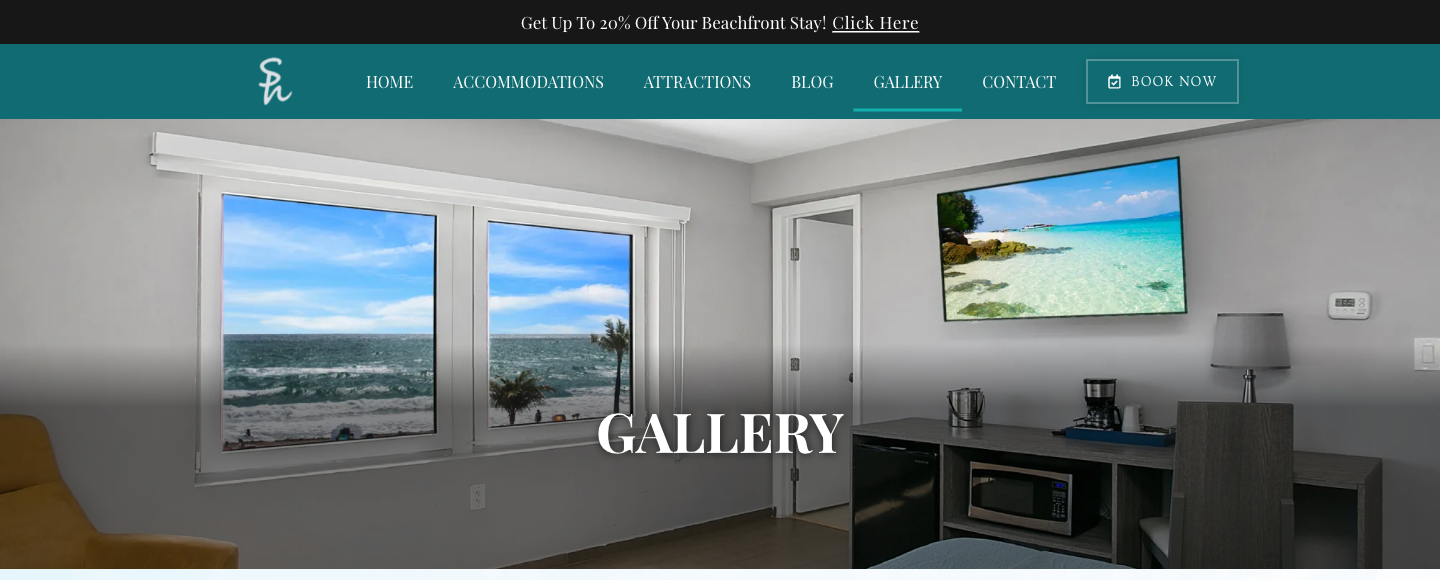 Get Up To 20% Off Your Beachfront Stay! Click Here
Sh
HOME ACCOMMODATIONS ATTRACTIONS BLOG GALLERY CONTACT BOOK NOW
GALLERY